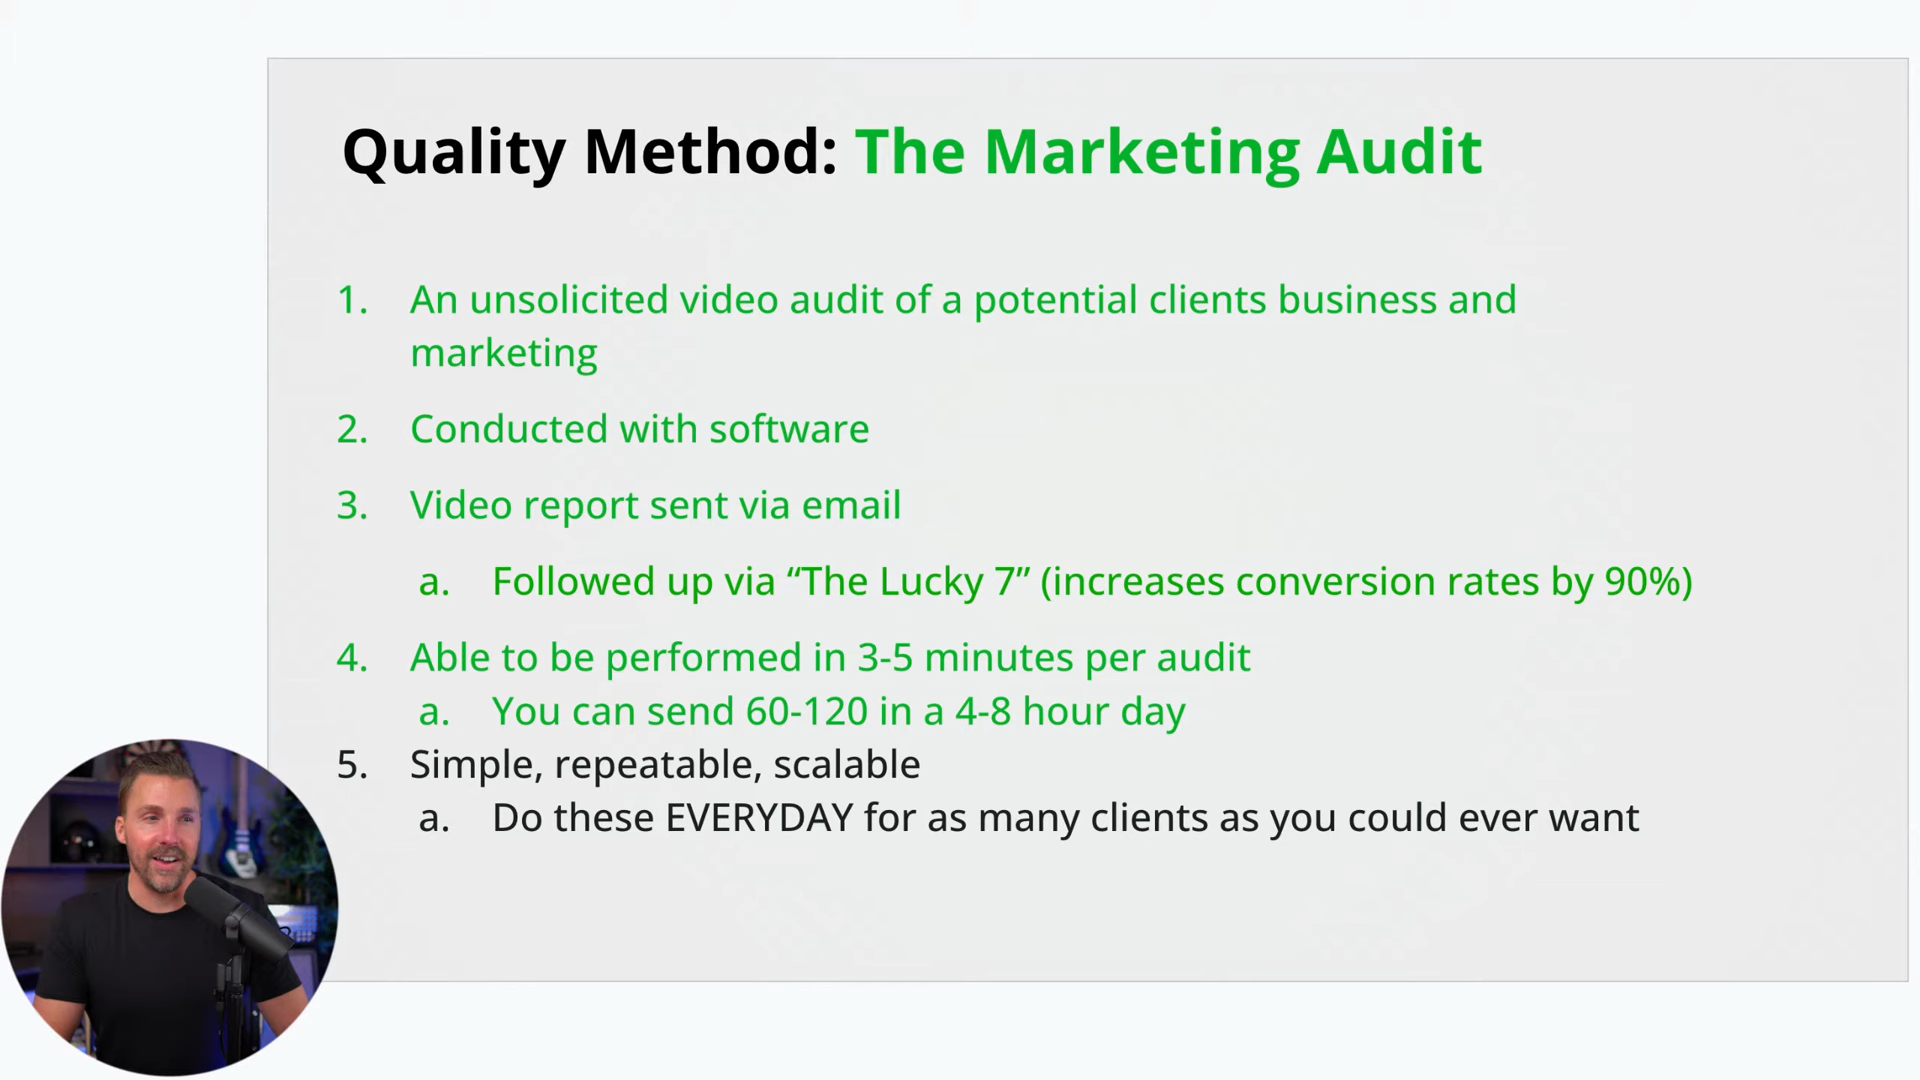 Quality Method: The Marketing Audit
1. An unsolicited video audit of a potential clients business and
marketing
2. Conducted with software
3. Video report sent via email
a. Followed up via “The Lucky 7” (increases conversion rates by 90%)
4. Able to be performed in 3-5 minutes per audit
a. You can send 60-120 in a 4-8 hour day
5. Simple, repeatable, scalable
a. Do these EVERYDAY for as many clients as you could ever want